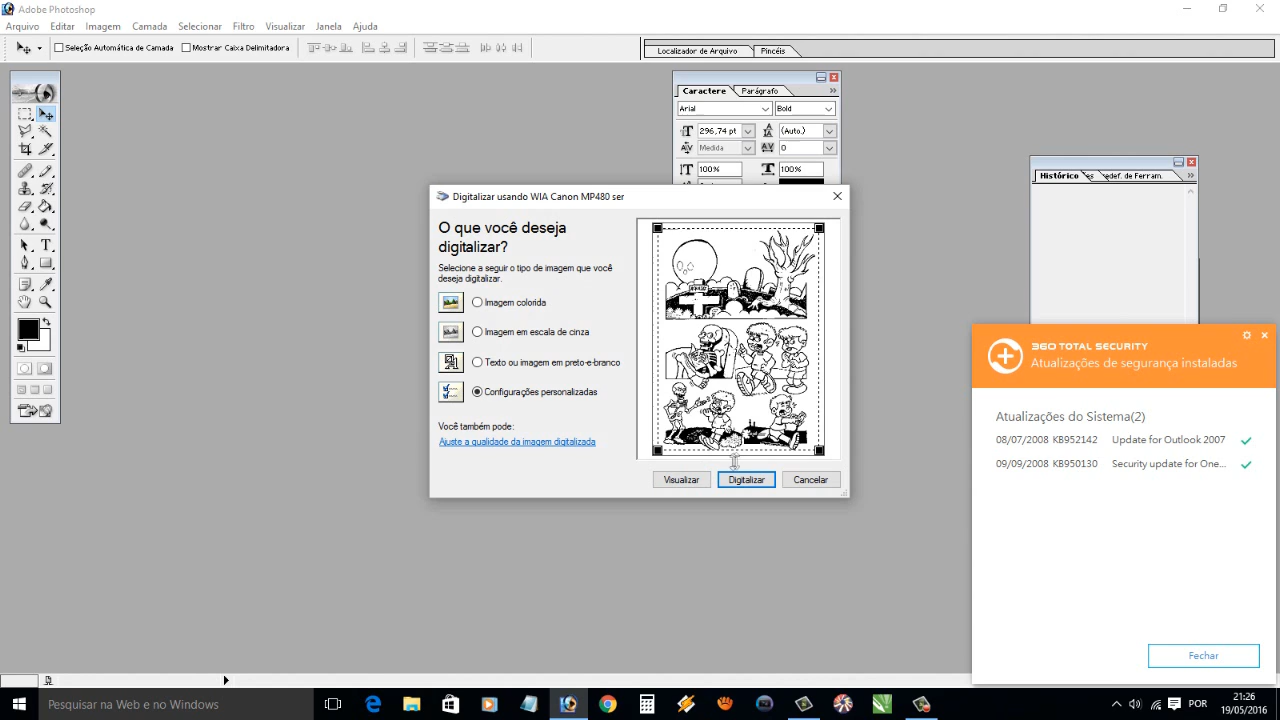 Adobe Photoshop
Arquivo Editar Imagem Camada Selecionar Filtro Visualizar Janela Ajuda
Seleção Automática de Camada Mostrar Caixa Delimitadora
Localizador de Arquivo Pincéis
Caractere Parágrafo
Arial Bold
296,74 pt (Auto.)
Medida 0
100% 100%
Histórico es edef. de Ferram.
Digitalizar usando WIA Canon MP480 ser
O que você deseja
digitalizar?
Selecione a seguir o tipo de imagem que você
deseja digitalizar.
Imagem colorida
Imagem em escala de cinza
Texto ou imagem em preto-e-branco
Configurações personalizadas
Você também pode:
Ajuste a qualidade da imagem digitalizada
Visualizar Digitalizar Cancelar
360 TOTAL SECURITY
Atualizações de segurança instaladas
Atualizações do Sistema(2)
08/07/2008 KB952142 Update for Outlook 2007
09/09/2008 KB950130 Security update for One...
Fechar
Pesquisar na Web e no Windows
POR
21:26
19/05/2016